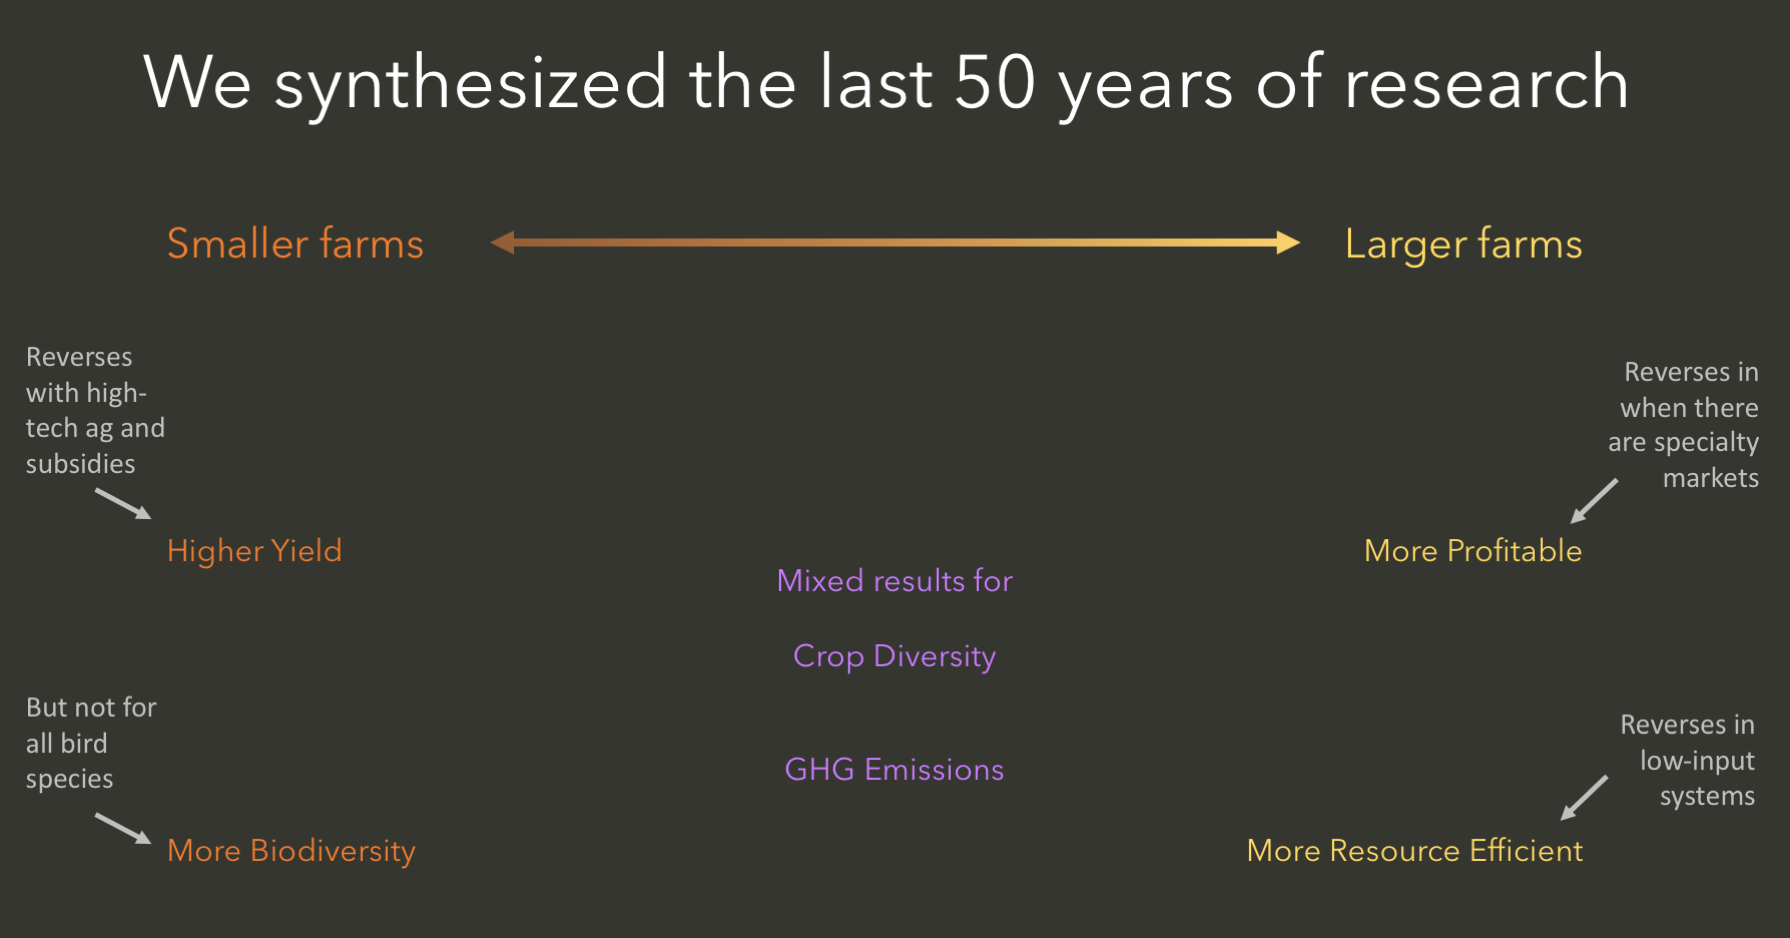 We synthesized the last 50 years of research
Smaller farms
Larger farms
Reverses
with high-
tech ag and
subsidies
Higher Yield
But not for
all bird
species
More Biodiversity
Mixed results for
Crop Diversity
GHG Emissions
Reverses in
when there
are specialty
markets
More Profitable
Reverses in
low-input
systems
More Resource Efficient